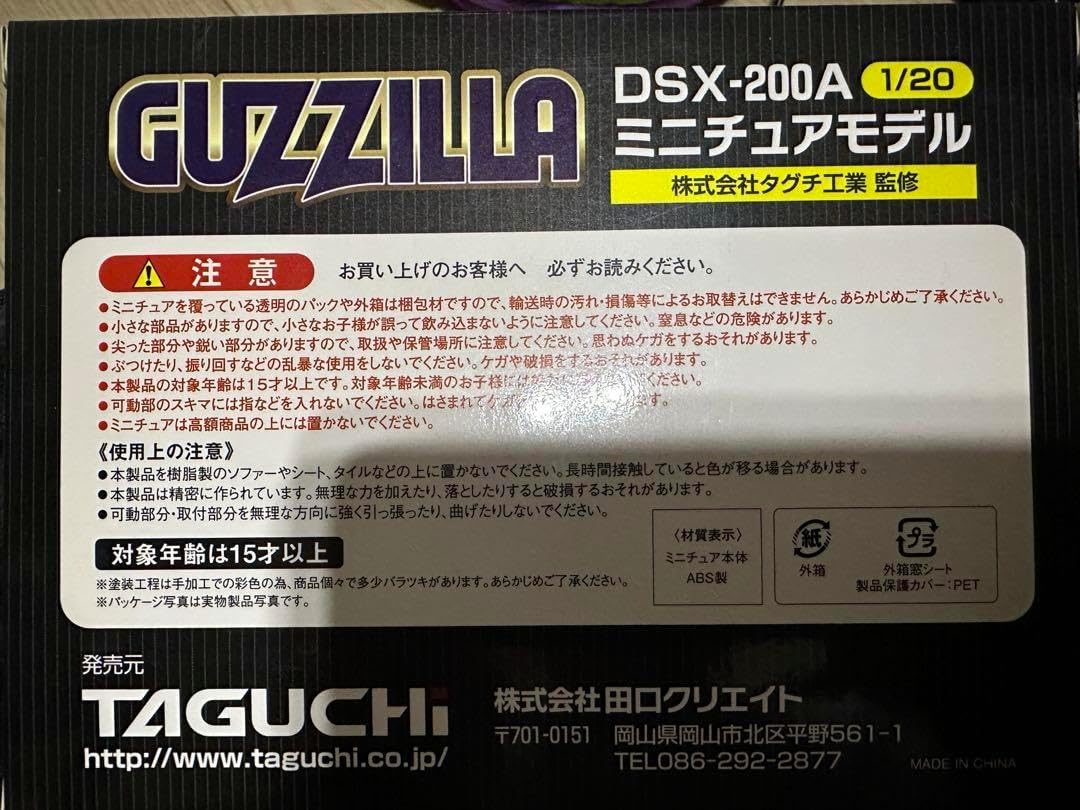 GUZZILLA
DSX-200A 1/20
ミニチュアモデル
株式会社タグチ工業 監修
注 意 お買い上げのお客様へ 必ずお読みください。
●ミニチュアを覆っている透明のパックや外箱は梱包材ですので、輸送時の汚れ・損傷等によるお取替えはできません。あらかじめご了承ください。
●小さな部品がありますので、小さなお子様が誤って飲み込まないように注意してください。窒息などの危険があります。
●尖った部分や鋭い部分がありますので、取扱や保管場所に注意してください。思わぬケガをするおそれがあります。
●ぶつけたり、振り回すなどの乱暴な使用をしないでください。ケガや破損をするおそれがあります。
●本製品の対象年齢は15才以上です。対象年齢未満のお子様には ください。
●可動部のスキマには指などを入れないでください。はさまれてケガ ます。
●ミニチュアは高額商品の上には置かないでください。
《使用上の注意》
●本製品を樹脂製のソファーやシート、タイルなどの上に置かないでください。長時間接触していると色が移る場合があります。
●本製品は精密に作られています。無理な力を加えたり、落としたりすると破損するおそれがあります。
●可動部分・取付部分を無理な方向に強く引っ張ったり、曲げたりしないでください。
対象年齢は15才以上
※塗装工程は手加工での彩色の為、商品個々で多少バラツキがあります。あらかじめご了承ください。
※パッケージ写真は実物製品写真です。
〈材質表示〉
ミニチュア本体
ABS製
紙
外箱
プラ
外箱窓シート
製品保護カバー：PET
発売元
TAGUCHi
http://www.taguchi.co.jp/
株式会社田口クリエイト
〒701-0151 岡山県岡山市北区平野561-1
TEL086-292-2877
MADE IN CHINA